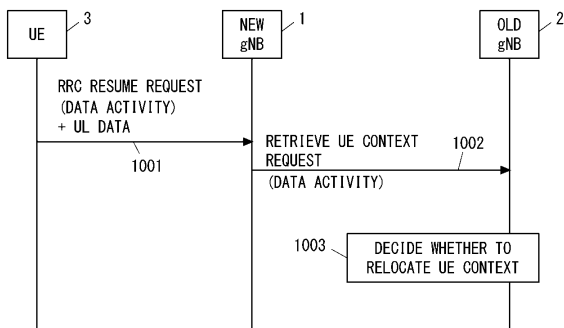 UE
3
NEW
gNB
1
OLD
gNB
2
RRC RESUME REQUEST
(DATA ACTIVITY)
+ UL DATA
1001
RETRIEVE UE CONTEXT
REQUEST
(DATA ACTIVITY)
1002
1003
DECIDE WHETHER TO
RELOCATE UE CONTEXT